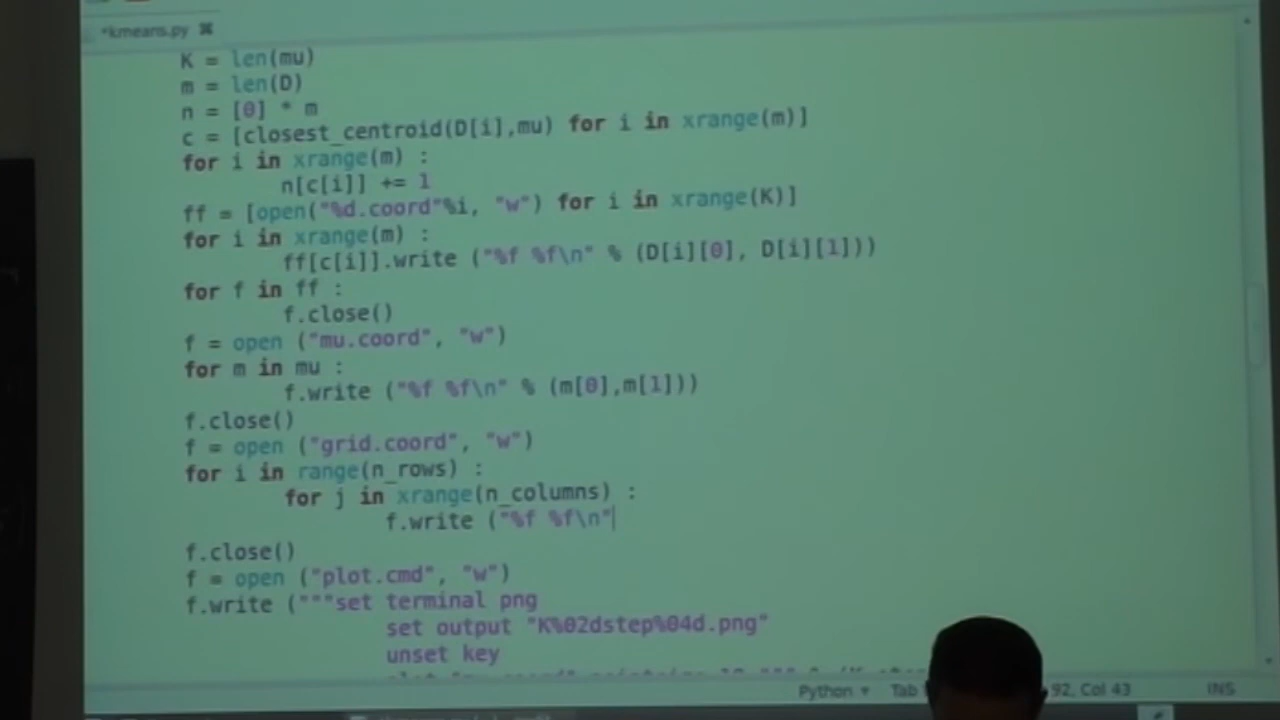 *kmeans.py ✖
K = len(mu)
m = len(D)
n = [0] * m
c = [closest_centroid(D[i],mu) for i in xrange(m)]
for i in xrange(m) :
n[c[i]] += 1
ff = [open("%d.coord"%i, "w") for i in xrange(K)]
for i in xrange(m) :
ff[c[i]].write ("%f %f\n" % (D[i][0], D[i][1]))
for f in ff :
f.close()
f = open ("mu.coord", "w")
for m in mu :
f.write ("%f %f\n" % (m[0],m[1]))
f.close()
f = open ("grid.coord", "w")
for i in range(n_rows) :
for j in xrange(n_columns) :
f.write ("%f %f\n"
f.close()
f = open ("plot.cmd", "w")
f.write ("""set terminal png
set output "K%02dstep%04d.png"
unset key
Python Tab 92, Col 43 INS